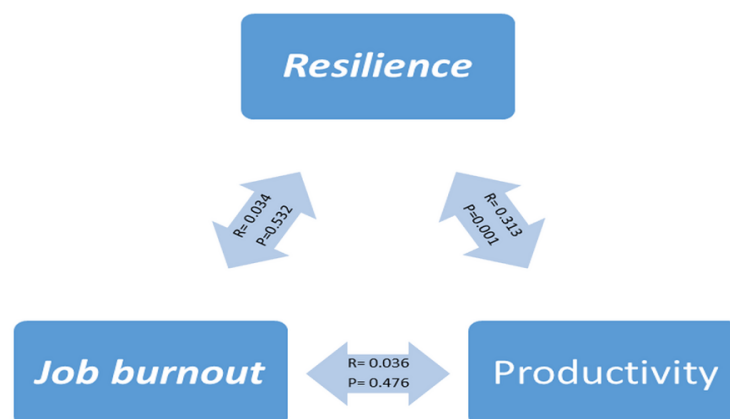 Resilience
R= 0.034
P=0.532
R= 0.313
P=0.001
Job burnout
R= 0.036
P= 0.476
Productivity